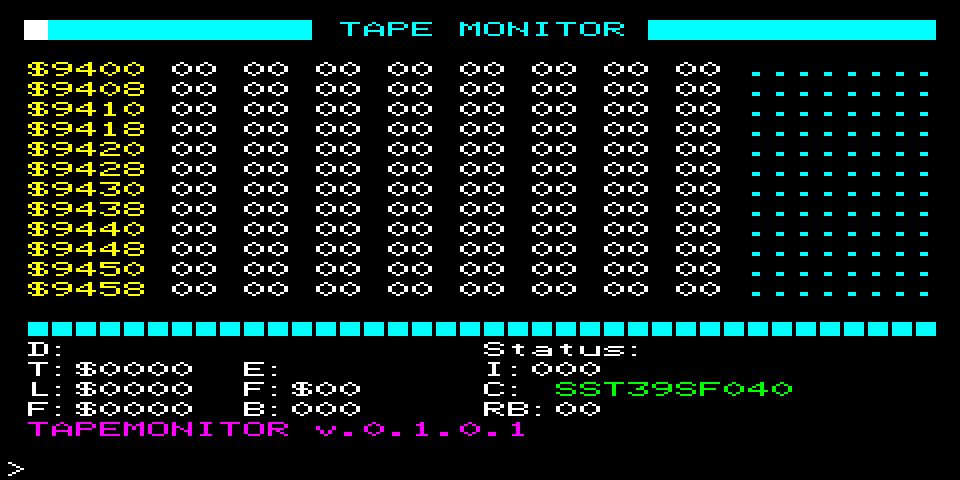 TAPE MONITOR
$9400 00 00 00 00 00 00 00 00 ........
$9408 00 00 00 00 00 00 00 00 ........
$9410 00 00 00 00 00 00 00 00 ........
$9418 00 00 00 00 00 00 00 00 ........
$9420 00 00 00 00 00 00 00 00 ........
$9428 00 00 00 00 00 00 00 00 ........
$9430 00 00 00 00 00 00 00 00 ........
$9438 00 00 00 00 00 00 00 00 ........
$9440 00 00 00 00 00 00 00 00 ........
$9448 00 00 00 00 00 00 00 00 ........
$9450 00 00 00 00 00 00 00 00 ........
$9458 00 00 00 00 00 00 00 00 ........
D: Status:
T:$0000 E: I:000
L:$0000 F:$00 C: SST39SF040
F:$0000 B:000 RB:00
TAPEMONITOR v.0.1.0.1
>